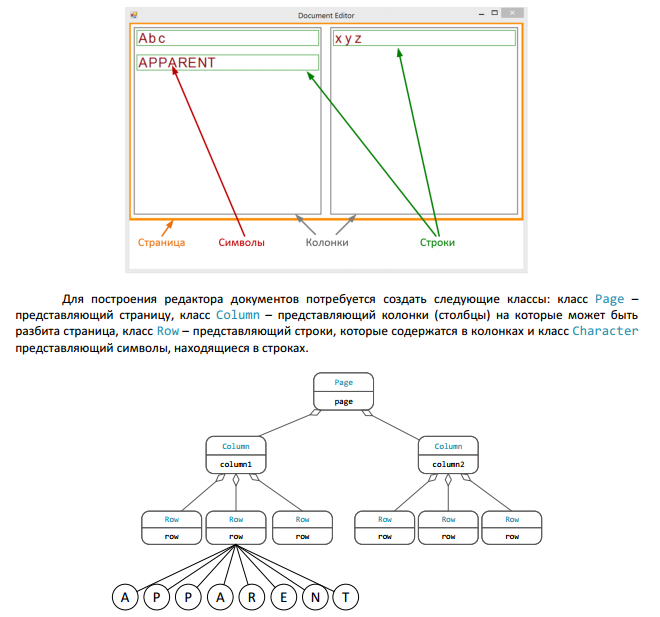 Document Editor
Abc
xyz
APPARENT
Страница
Символы
Колонки
Строки
Для построения редактора документов потребуется создать следующие классы: класс Page –
представляющий страницу, класс Column – представляющий колонки (столбцы) на которые может быть
разбита страница, класс Row – представляющий строки, которые содержатся в колонках и класс Character
представляющий символы, находящиеся в строках.
Page
page
Column
column1
Column
column2
Row
row
Row
row
Row
row
Row
row
Row
row
Row
row
A P P A R E N T